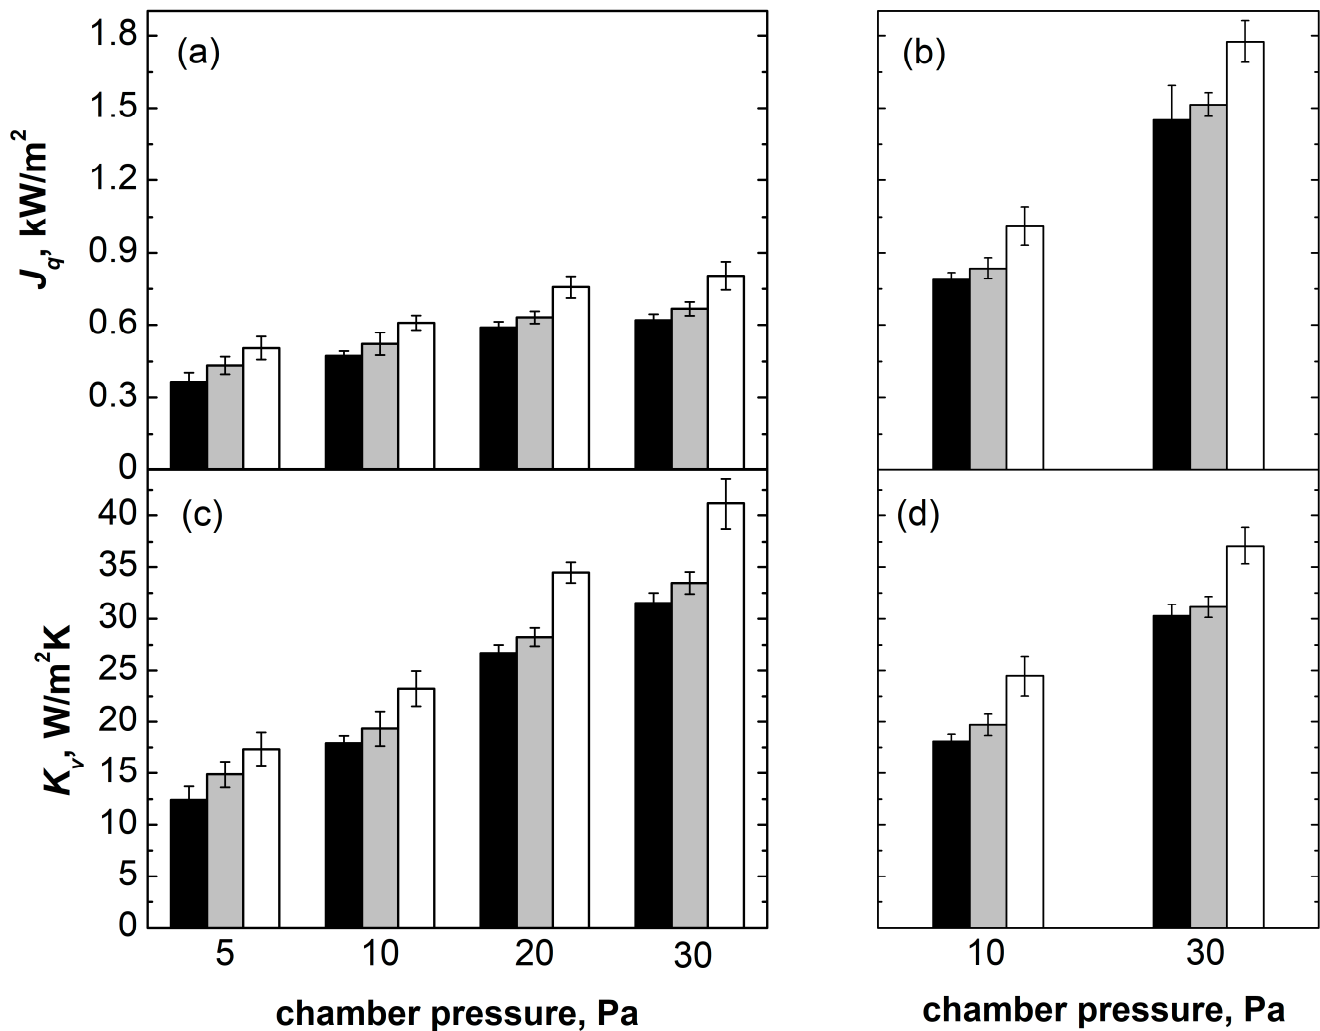 (a)
(b)
1.8
1.5
1.2
0.9
0.6
0.3
0
J_q, kW/m²
(c)
(d)
40
35
30
25
20
15
10
5
0
K_v, W/m²K
5 10 20 30
10 30
chamber pressure, Pa
chamber pressure, Pa